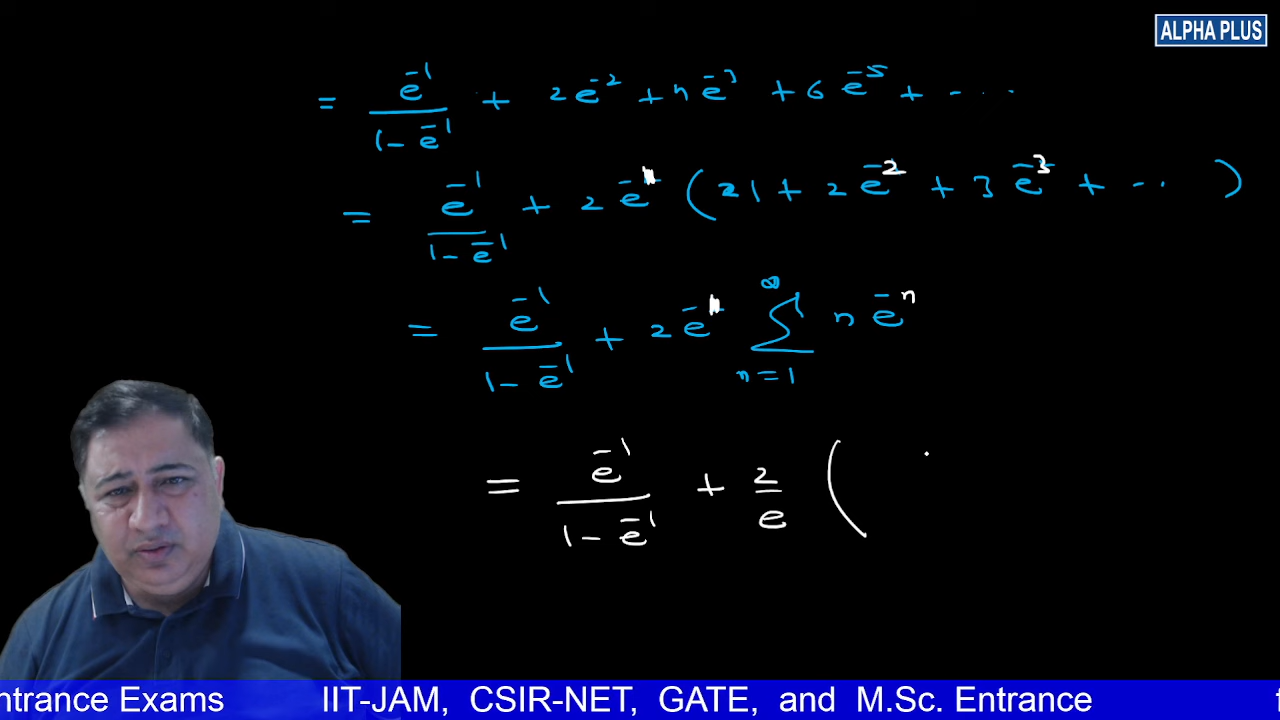 ALPHA PLUS
= e^-1 / (1 - e^-1) + 2e^-2 + 4e^-3 + 6e^-5 + - ...
= e^-1 / (1 - e^-1) + 2e^-1 (1 + 2e^-2 + 3e^-3 + - .. )
= e^-1 / (1 - e^-1) + 2e^-1 ∑_{n=1}^∞ n e^-n
= e^-1 / (1 - e^-1) + 2/e (
ntrance Exams IIT-JAM, CSIR-NET, GATE, and M.Sc. Entrance